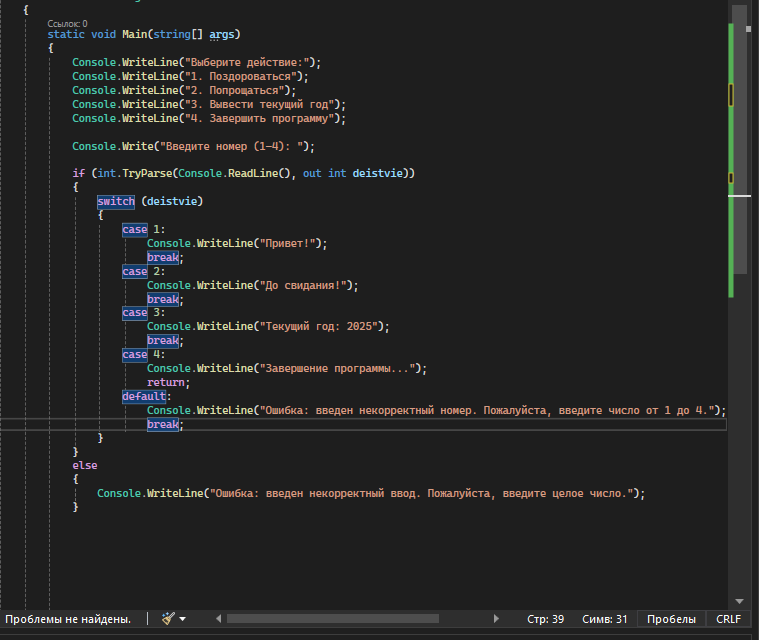 {
Ссылок: 0
static void Main(string[] args)
{
Console.WriteLine("Выберите действие:");
Console.WriteLine("1. Поздороваться");
Console.WriteLine("2. Попрощаться");
Console.WriteLine("3. Вывести текущий год");
Console.WriteLine("4. Завершить программу");
Console.Write("Введите номер (1–4): ");
if (int.TryParse(Console.ReadLine(), out int deistvie))
{
switch (deistvie)
{
case 1:
Console.WriteLine("Привет!");
break;
case 2:
Console.WriteLine("До свидания!");
break;
case 3:
Console.WriteLine("Текущий год: 2025");
break;
case 4:
Console.WriteLine("Завершение программы...");
return;
default:
Console.WriteLine("Ошибка: введен некорректный номер. Пожалуйста, введите число от 1 до 4.");
break;
}
}
else
{
Console.WriteLine("Ошибка: введен некорректный ввод. Пожалуйста, введите целое число.");
}
Проблемы не найдены. Стр: 39 Симв: 31 Пробелы CRLF